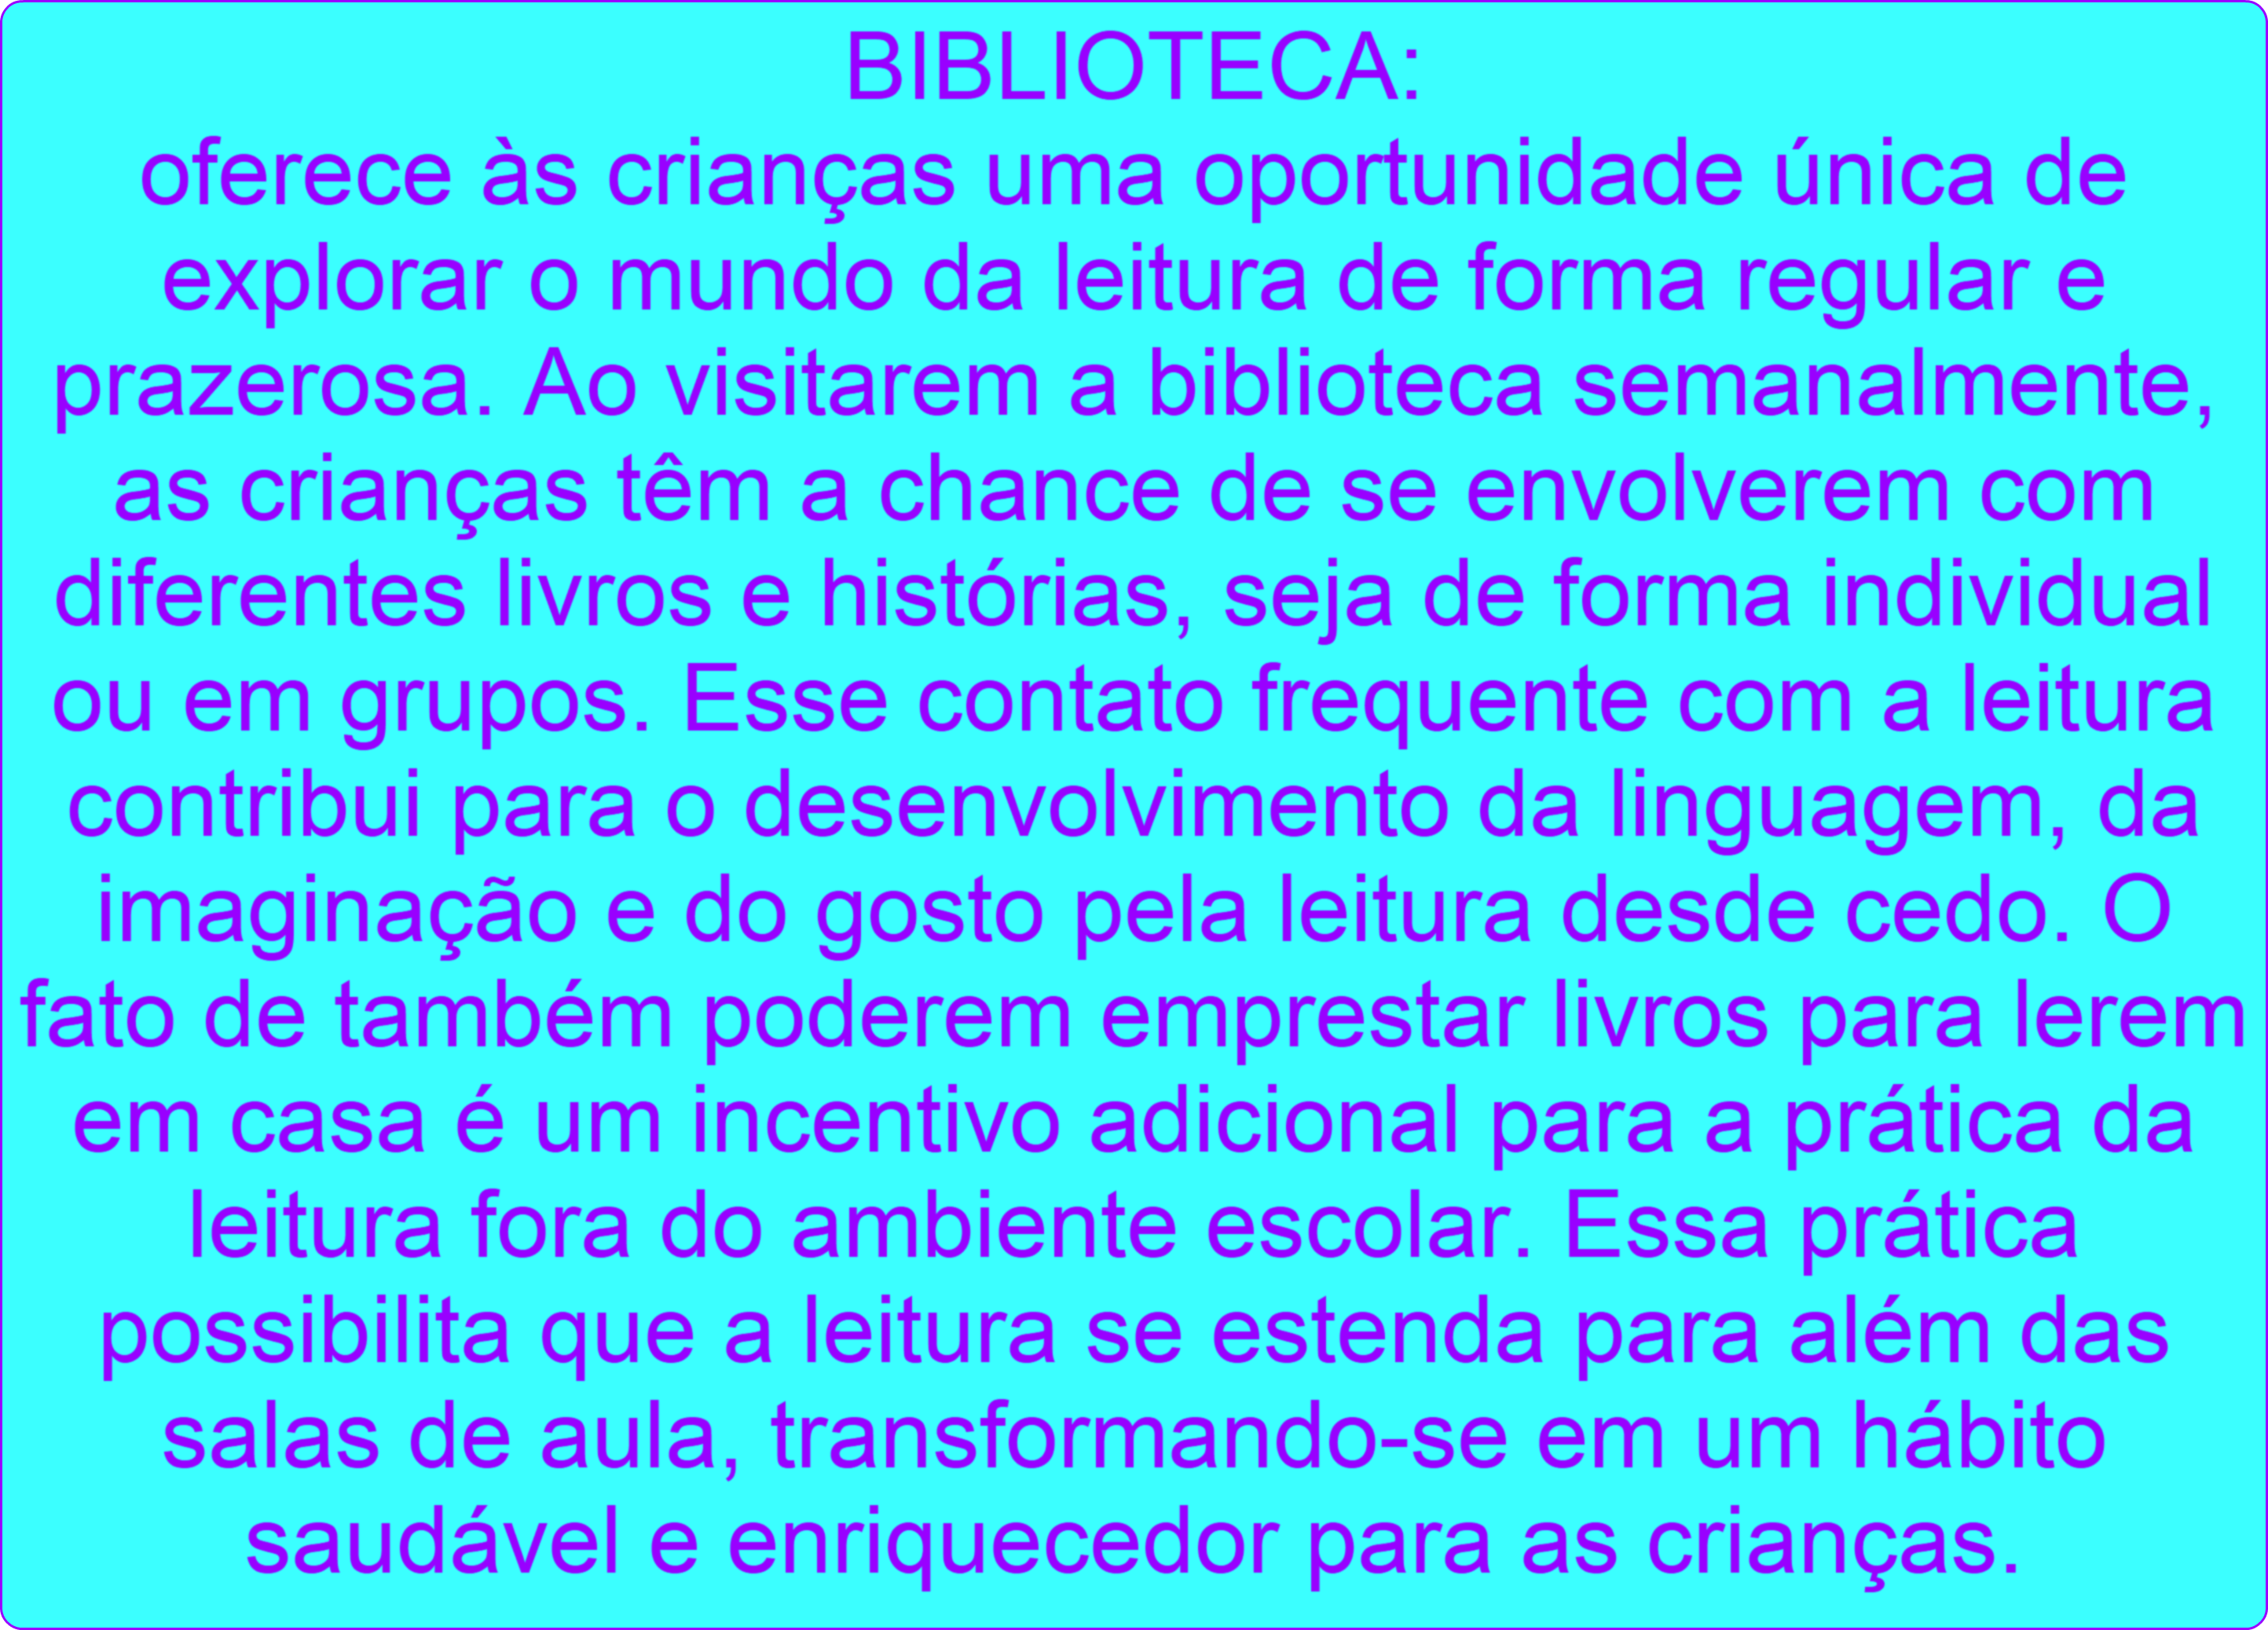 BIBLIOTECA:
oferece às crianças uma oportunidade única de
explorar o mundo da leitura de forma regular e
prazerosa. Ao visitarem a biblioteca semanalmente,
as crianças têm a chance de se envolverem com
diferentes livros e histórias, seja de forma individual
ou em grupos. Esse contato frequente com a leitura
contribui para o desenvolvimento da linguagem, da
imaginação e do gosto pela leitura desde cedo. O
fato de também poderem emprestar livros para lerem
em casa é um incentivo adicional para a prática da
leitura fora do ambiente escolar. Essa prática
possibilita que a leitura se estenda para além das
salas de aula, transformando-se em um hábito
saudável e enriquecedor para as crianças.